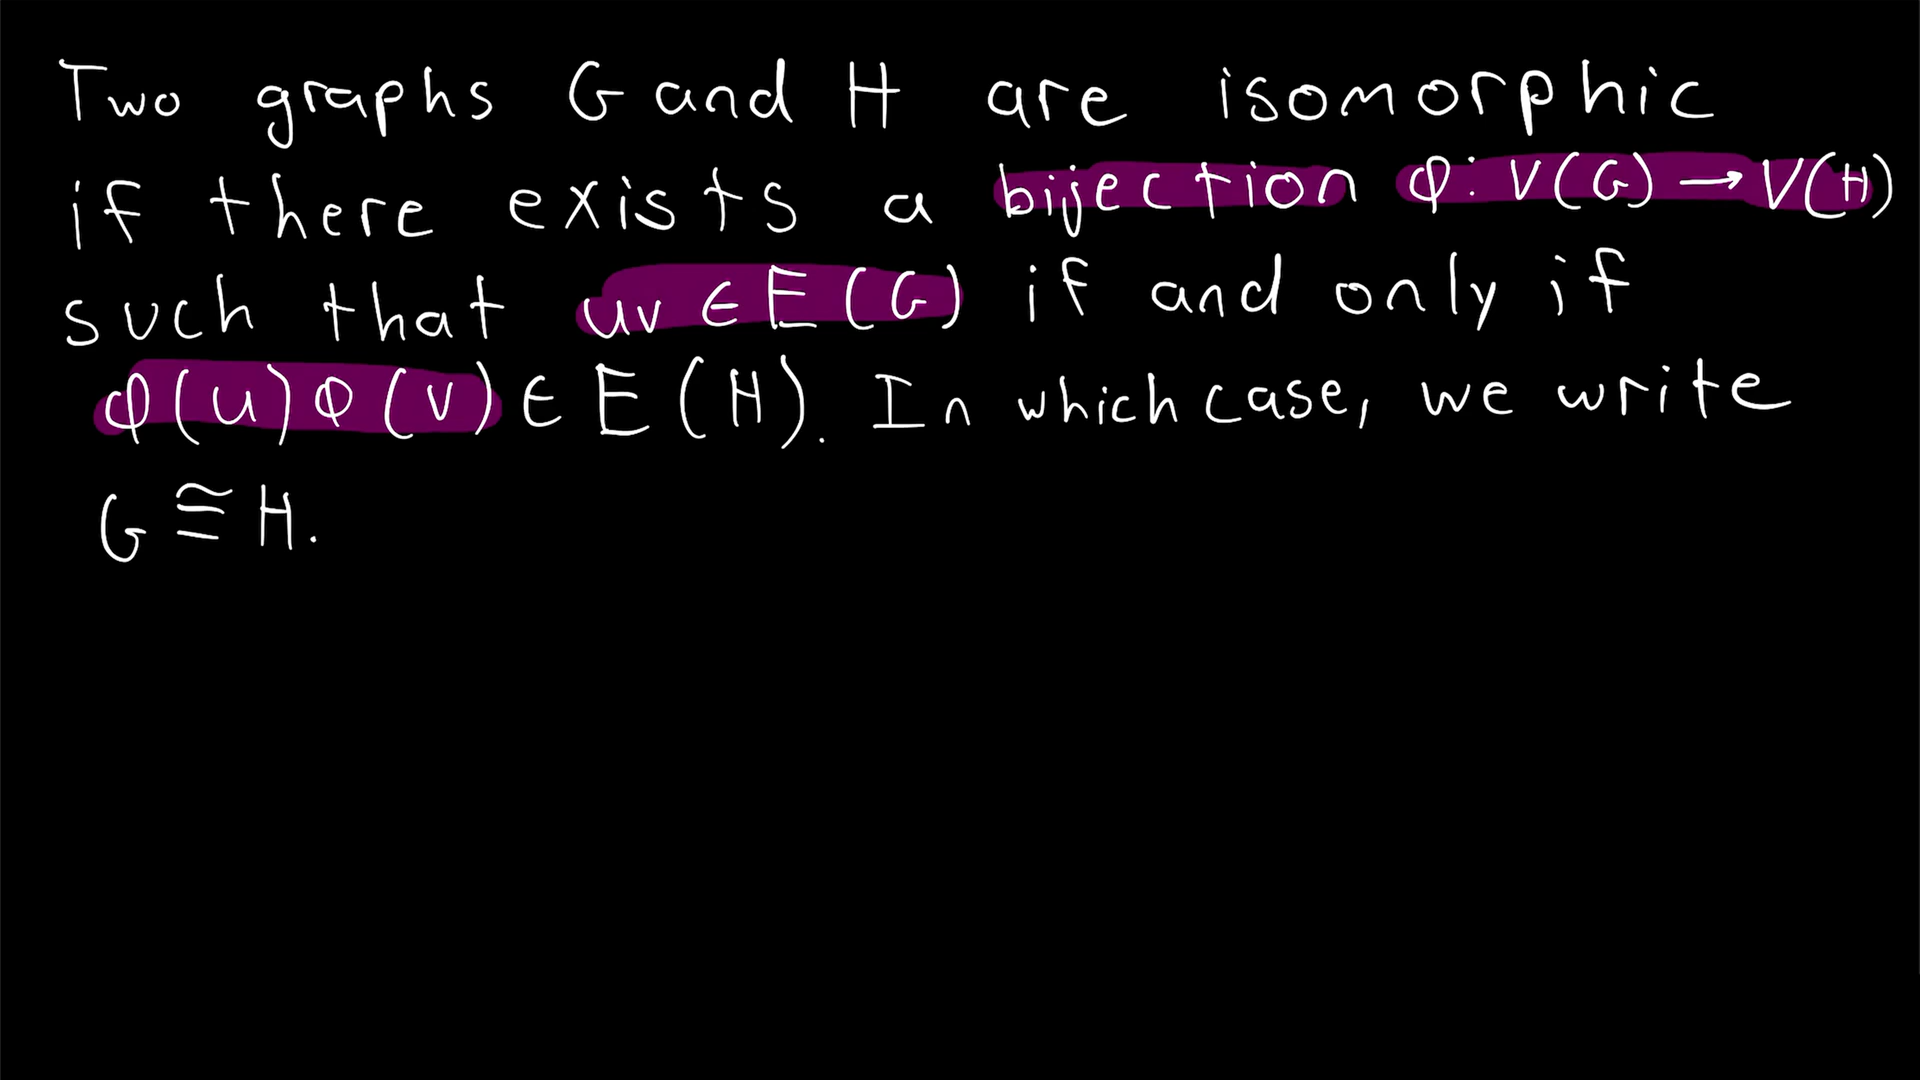 Two graphs G and H are isomorphic
if there exists a bijection φ: V(G) → V(H)
such that uv ∈ E(G) if and only if
φ(u)φ(v) ∈ E(H). In which case, we write
G ≅ H.